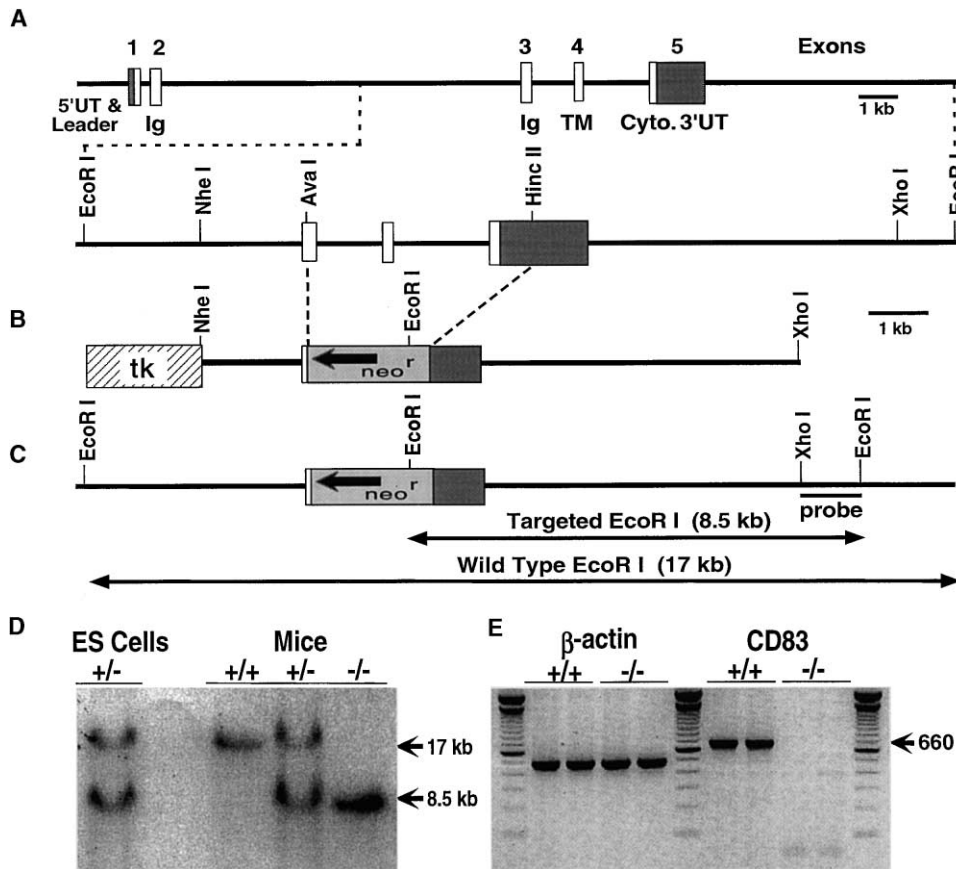 A
1 2 3 4 5 Exons
5'UT & Leader
Ig
Ig
TM
Cyto. 3'UT
1 kb
EcoR I
Nhe I
Ava I
Hinc II
Xho I
EcoR I
B
Nhe I
EcoR I
Xho I
1 kb
tk
neo r
C
EcoR I
EcoR I
Xho I
EcoR I
neo r
probe
Targeted EcoR I (8.5 kb)
Wild Type EcoR I (17 kb)
D
ES Cells
Mice
+/-
+/+
+/-
-/-
17 kb
8.5 kb
E
β-actin
CD83
+/+
-/-
+/+
-/-
660